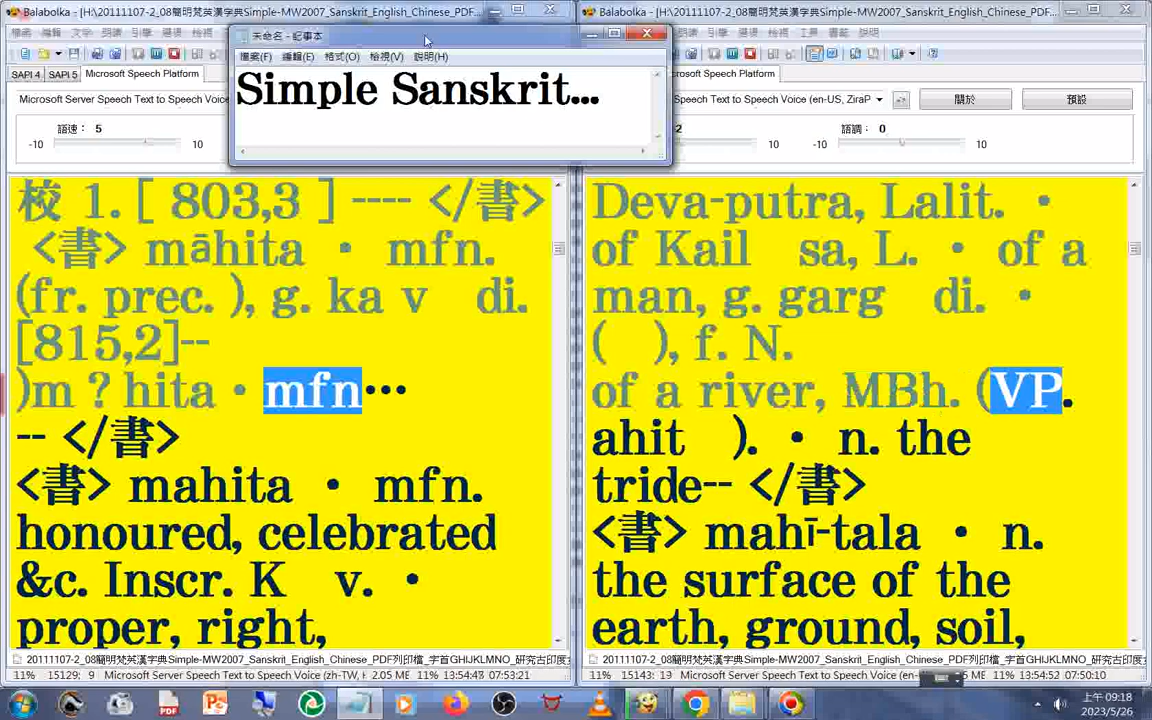 Balabolka - [H:\20111107-2_08簡明梵英漢字典Simple-MW2007_Sanskrit_English_Chinese_PDF...
Balabolka - [H:\20111107-2_08簡明梵英漢字典Simple-MW2007_Sanskrit_English_Chinese_PDF...
未命名 - 記事本
檔案(F) 編輯(E) 格式(O) 檢視(V) 說明(H)
Simple Sanskrit...
SAPI 4 SAPI 5 Microsoft Speech Platform
Speech Platform
Microsoft Server Speech Text to Speech Voice
Speech Text to Speech Voice (en-US, ZiraP
關於
預設
語速： 5
-10 10
2
10
語調： 0
-10 10
校 1. [ 803,3 ] ---- </書>
<書> māhita • mfn.
(fr. prec. ), g. ka v di.
[815,2]--
)m ? hita • mfn…
-- </書>
<書> mahita • mfn.
honoured, celebrated
&c. Inscr. K v. •
proper, right,
Deva-putra, Lalit. •
of Kail sa, L. • of a
man, g. garg di. •
( ), f. N.
of a river, MBh. (VP.
ahit ). • n. the
tride-- </書>
<書> mahī-tala • n.
the surface of the
earth, ground, soil,
20111107-2_08簡明梵英漢字典Simple-MW2007_Sanskrit_English_Chinese_PDF列印檔_字首GHIJKLMNO_研究古印度
20111107-2_08簡明梵英漢字典Simple-MW2007_Sanskrit_English_Chinese_PDF列印檔_字首GHIJKLMNO_研究古印度
11% 15129: 9 Microsoft Server Speech Text to Speech Voice (zh-TW, H 2.05 ME 11% 13:54:47 07:53:21
11% 15143: 1 Microsoft Server Speech Text to Speech Voice 2.05 ME 11% 13:54:52 07:50:10
上午 09:18
2023/5/26